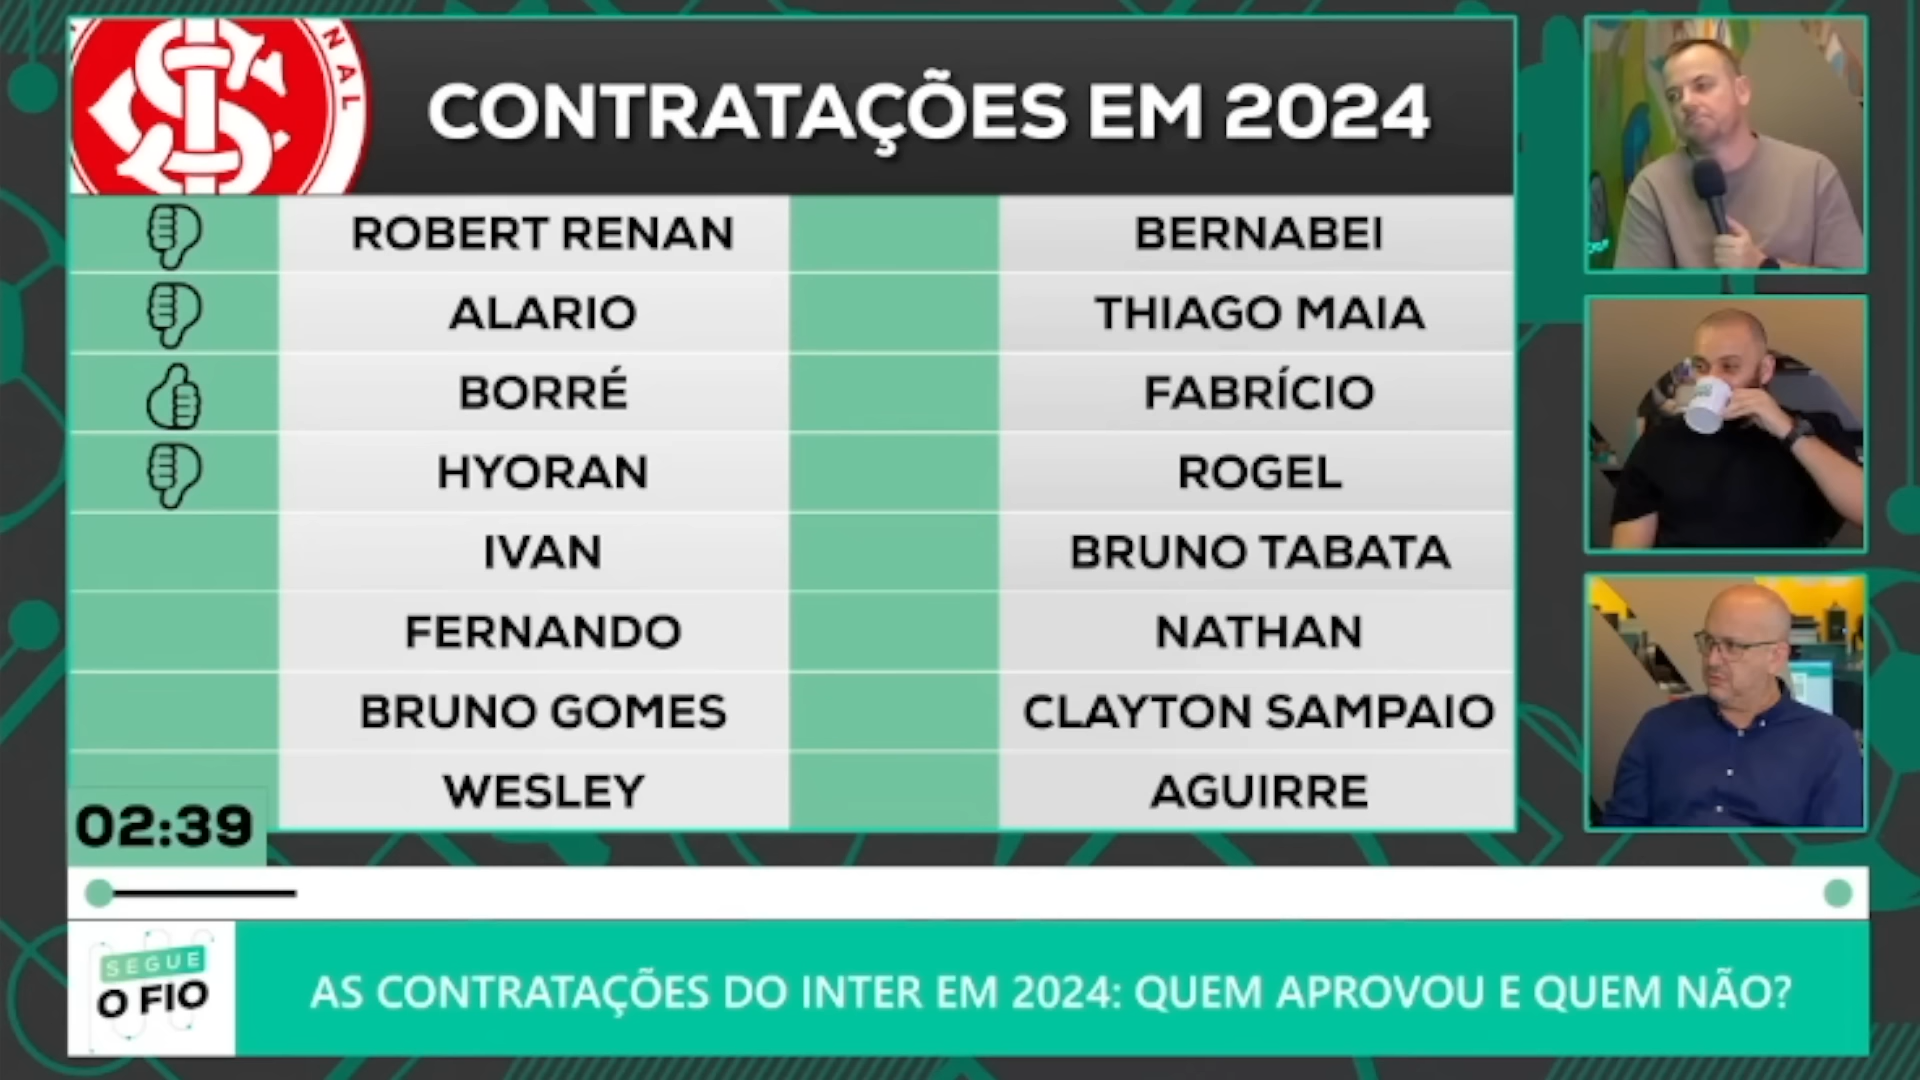 NAL
CONTRATAÇÕES EM 2024
ROBERT RENAN
BERNABEI
ALARIO
THIAGO MAIA
BORRÉ
FABRÍCIO
HYORAN
ROGEL
IVAN
BRUNO TABATA
FERNANDO
NATHAN
BRUNO GOMES
CLAYTON SAMPAIO
WESLEY
AGUIRRE
02:39
SEGUE
O FIO
AS CONTRATAÇÕES DO INTER EM 2024: QUEM APROVOU E QUEM NÃO?